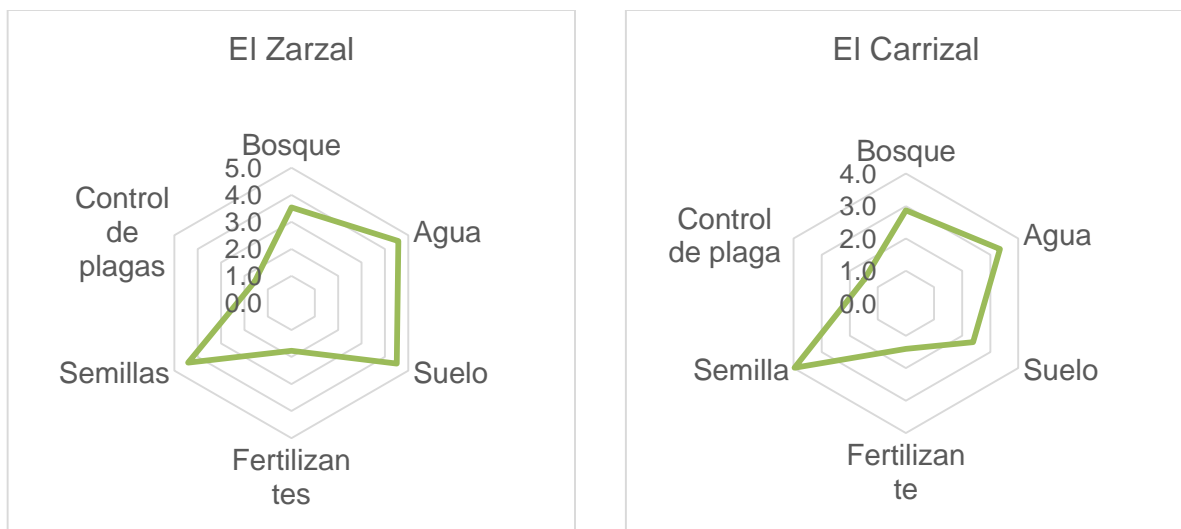 El Zarzal
Bosque
5.0
4.0
3.0
2.0
1.0
0.0
Control
de
plagas
Agua
Semillas
Suelo
Fertilizan
tes
El Carrizal
Bosque
4.0
3.0
2.0
1.0
0.0
Control
de plaga
Agua
Semilla
Suelo
Fertilizan
te